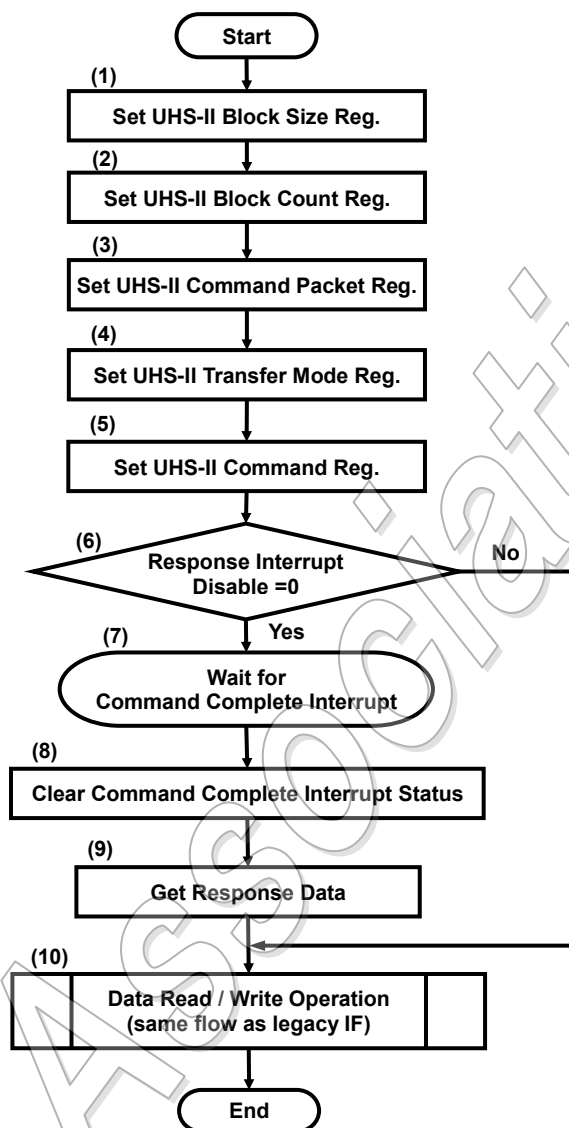 Start
(1)
Set UHS-II Block Size Reg.
(2)
Set UHS-II Block Count Reg.
(3)
Set UHS-II Command Packet Reg.
(4)
Set UHS-II Transfer Mode Reg.
(5)
Set UHS-II Command Reg.
(6)
Response Interrupt
Disable =0
No
Yes
(7)
Wait for
Command Complete Interrupt
(8)
Clear Command Complete Interrupt Status
(9)
Get Response Data
(10)
Data Read / Write Operation
(same flow as legacy IF)
End
Associati